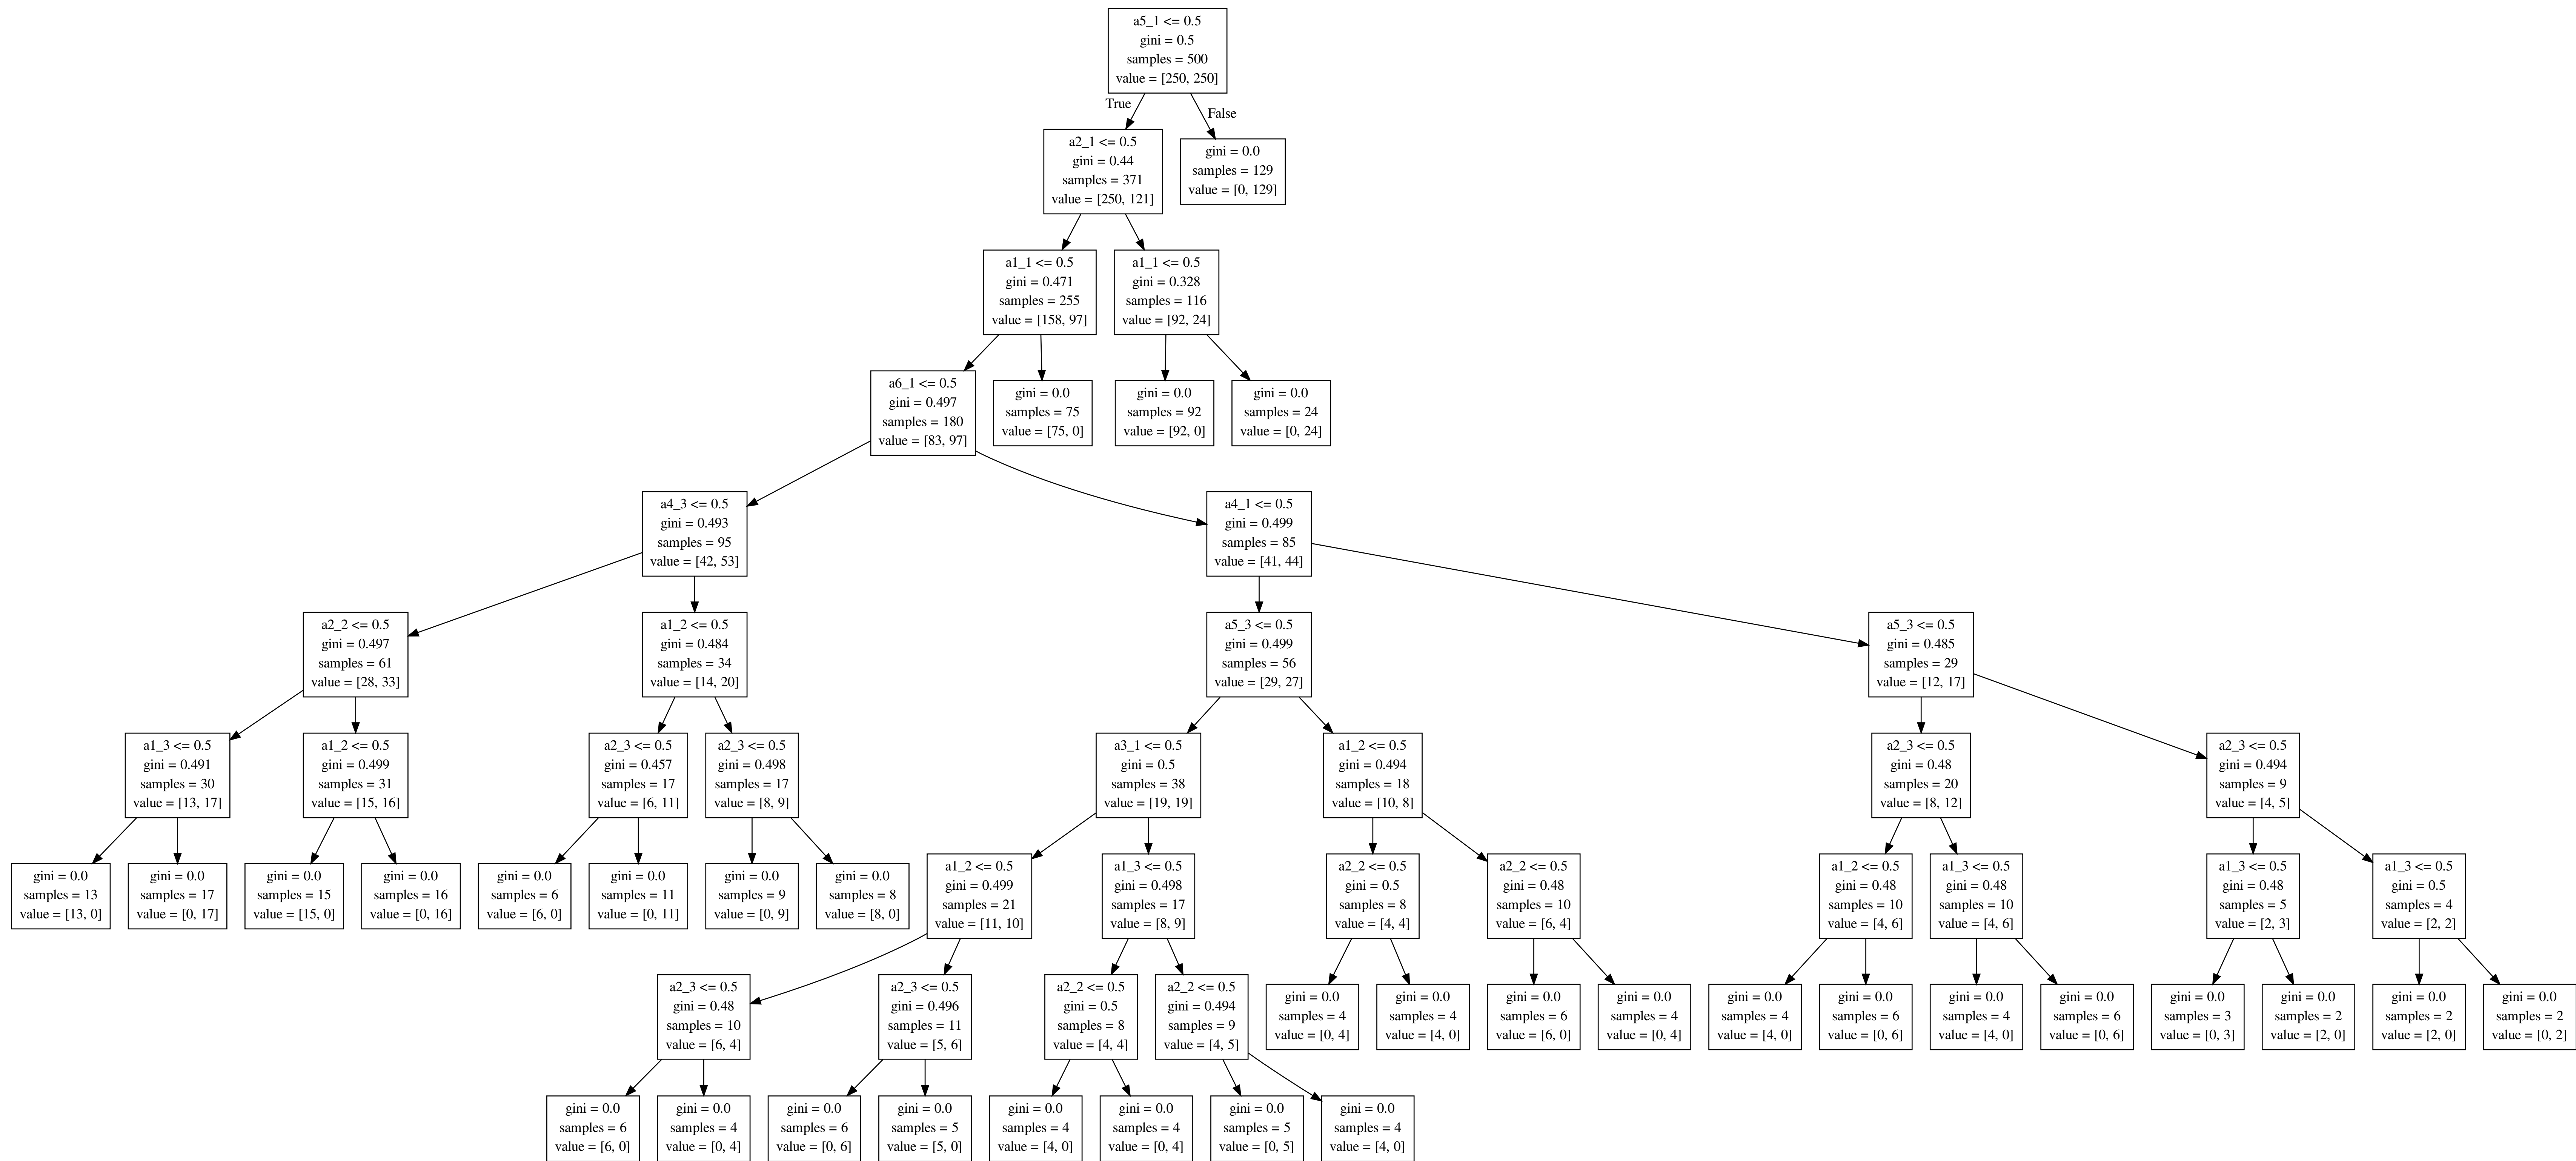 a5_1 <= 0.5
gini = 0.5
samples = 500
value = [250, 250]
True
False
a2_1 <= 0.5
gini = 0.44
samples = 371
value = [250, 121]
gini = 0.0
samples = 129
value = [0, 129]
a1_1 <= 0.5
gini = 0.471
samples = 255
value = [158, 97]
a1_1 <= 0.5
gini = 0.328
samples = 116
value = [92, 24]
a6_1 <= 0.5
gini = 0.497
samples = 180
value = [83, 97]
gini = 0.0
samples = 75
value = [75, 0]
gini = 0.0
samples = 92
value = [92, 0]
gini = 0.0
samples = 24
value = [0, 24]
a4_3 <= 0.5
gini = 0.493
samples = 95
value = [42, 53]
a4_1 <= 0.5
gini = 0.499
samples = 85
value = [41, 44]
a2_2 <= 0.5
gini = 0.497
samples = 61
value = [28, 33]
a1_2 <= 0.5
gini = 0.484
samples = 34
value = [14, 20]
a5_3 <= 0.5
gini = 0.499
samples = 56
value = [29, 27]
a5_3 <= 0.5
gini = 0.485
samples = 29
value = [12, 17]
a1_3 <= 0.5
gini = 0.491
samples = 30
value = [13, 17]
a1_2 <= 0.5
gini = 0.499
samples = 31
value = [15, 16]
a2_3 <= 0.5
gini = 0.457
samples = 17
value = [6, 11]
a2_3 <= 0.5
gini = 0.498
samples = 17
value = [8, 9]
a3_1 <= 0.5
gini = 0.5
samples = 38
value = [19, 19]
a1_2 <= 0.5
gini = 0.494
samples = 18
value = [10, 8]
a2_3 <= 0.5
gini = 0.48
samples = 20
value = [8, 12]
a2_3 <= 0.5
gini = 0.494
samples = 9
value = [4, 5]
gini = 0.0
samples = 13
value = [13, 0]
gini = 0.0
samples = 17
value = [0, 17]
gini = 0.0
samples = 15
value = [15, 0]
gini = 0.0
samples = 16
value = [0, 16]
gini = 0.0
samples = 6
value = [6, 0]
gini = 0.0
samples = 11
value = [0, 11]
gini = 0.0
samples = 9
value = [0, 9]
gini = 0.0
samples = 8
value = [8, 0]
a1_2 <= 0.5
gini = 0.499
samples = 21
value = [11, 10]
a1_3 <= 0.5
gini = 0.498
samples = 17
value = [8, 9]
a2_2 <= 0.5
gini = 0.5
samples = 8
value = [4, 4]
a2_2 <= 0.5
gini = 0.48
samples = 10
value = [6, 4]
a1_2 <= 0.5
gini = 0.48
samples = 10
value = [4, 6]
a1_3 <= 0.5
gini = 0.48
samples = 10
value = [4, 6]
a1_3 <= 0.5
gini = 0.48
samples = 5
value = [2, 3]
a1_3 <= 0.5
gini = 0.5
samples = 4
value = [2, 2]
a2_3 <= 0.5
gini = 0.48
samples = 10
value = [6, 4]
a2_3 <= 0.5
gini = 0.496
samples = 11
value = [5, 6]
a2_2 <= 0.5
gini = 0.5
samples = 8
value = [4, 4]
a2_2 <= 0.5
gini = 0.494
samples = 9
value = [4, 5]
gini = 0.0
samples = 4
value = [0, 4]
gini = 0.0
samples = 4
value = [4, 0]
gini = 0.0
samples = 6
value = [6, 0]
gini = 0.0
samples = 4
value = [0, 4]
gini = 0.0
samples = 4
value = [4, 0]
gini = 0.0
samples = 6
value = [0, 6]
gini = 0.0
samples = 4
value = [4, 0]
gini = 0.0
samples = 6
value = [0, 6]
gini = 0.0
samples = 3
value = [0, 3]
gini = 0.0
samples = 2
value = [2, 0]
gini = 0.0
samples = 2
value = [2, 0]
gini = 0.0
samples = 2
value = [0, 2]
gini = 0.0
samples = 6
value = [6, 0]
gini = 0.0
samples = 4
value = [0, 4]
gini = 0.0
samples = 6
value = [0, 6]
gini = 0.0
samples = 5
value = [5, 0]
gini = 0.0
samples = 4
value = [4, 0]
gini = 0.0
samples = 4
value = [0, 4]
gini = 0.0
samples = 5
value = [0, 5]
gini = 0.0
samples = 4
value = [4, 0]